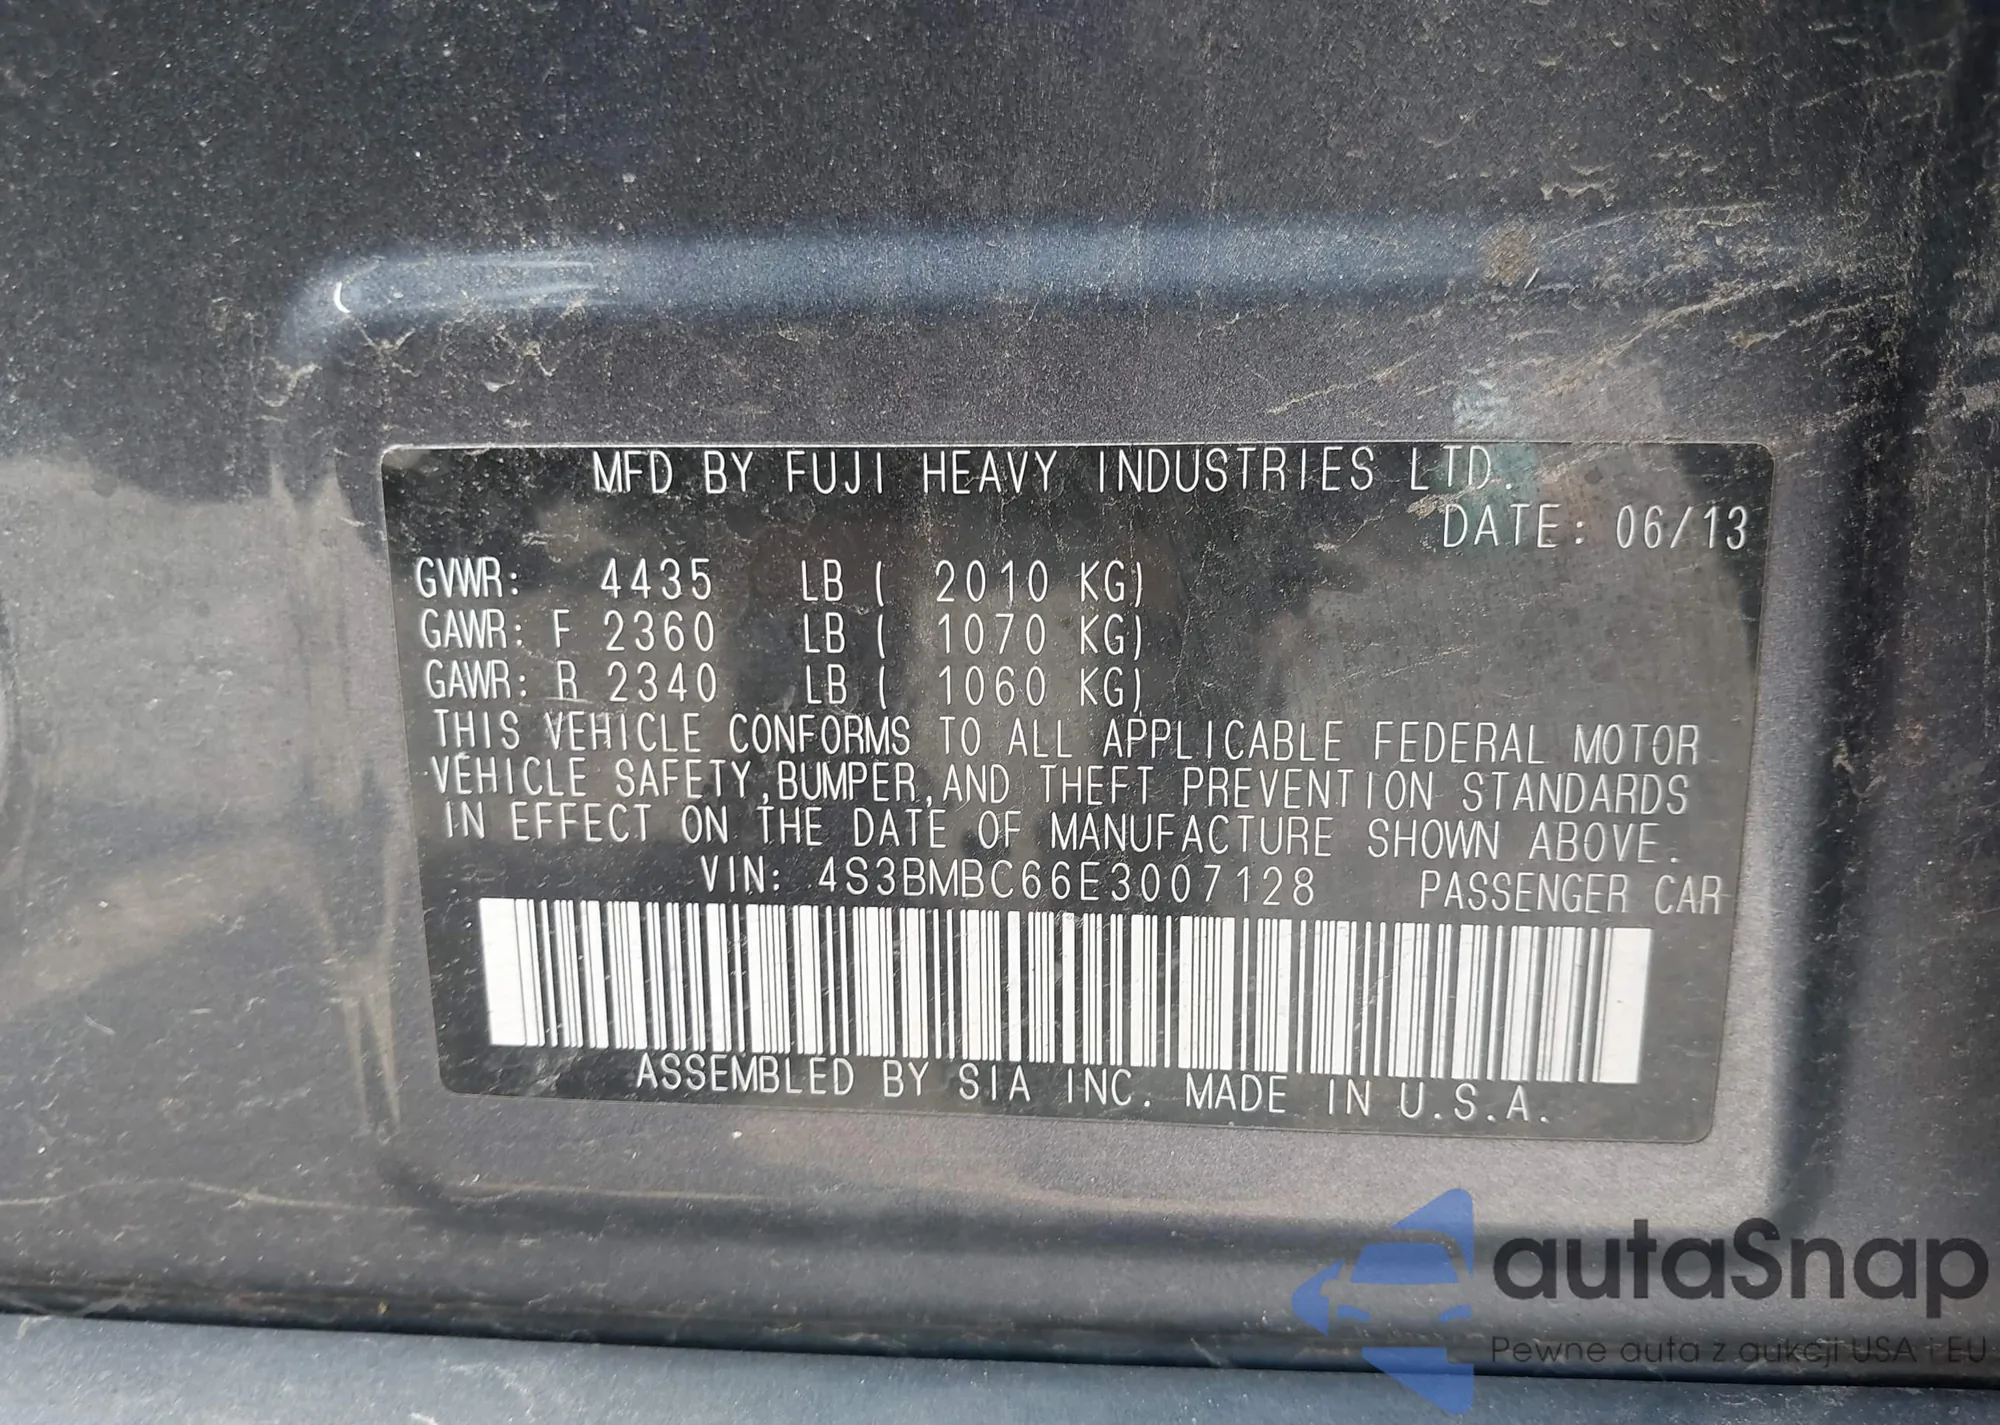 MFD BY FUJI HEAVY INDUSTRIES LTD.
DATE: 06/13
GVWR: 4435 LB ( 2010 KG)
GAWR: F 2360 LB ( 1070 KG)
GAWR: R 2340 LB ( 1060 KG)
THIS VEHICLE CONFORMS TO ALL APPLICABLE FEDERAL MOTOR
VEHICLE SAFETY,BUMPER,AND THEFT PREVENTION STANDARDS
IN EFFECT ON THE DATE OF MANUFACTURE SHOWN ABOVE.
VIN: 4S3BMBC66E3007128 PASSENGER CAR
ASSEMBLED BY SIA INC. MADE IN U.S.A.
autaSnap
Pewne auta z aukcji USA i EU